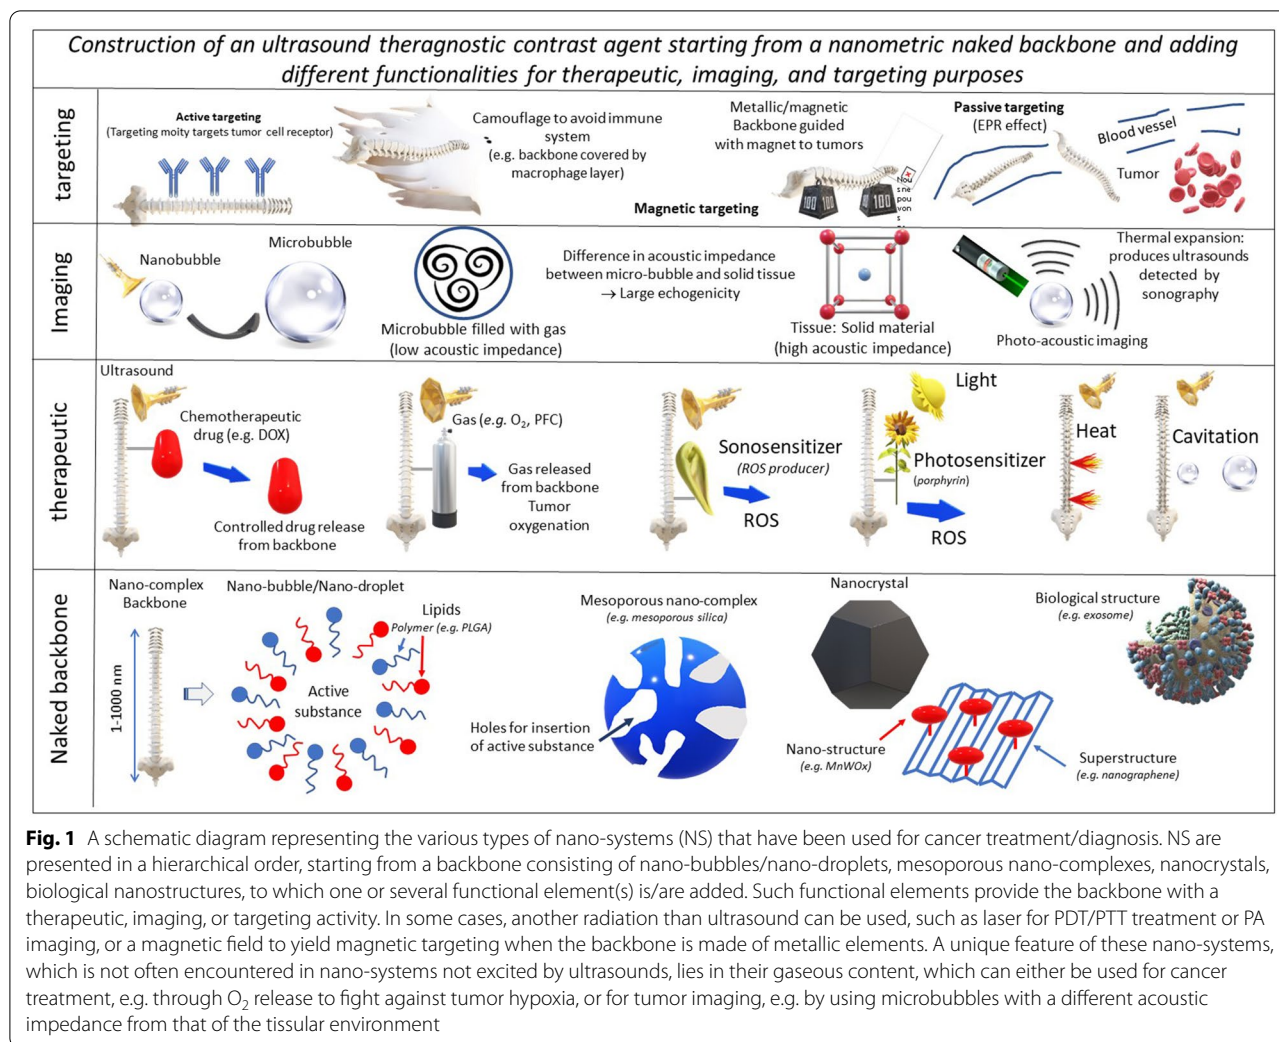 Construction of an ultrasound theragnostic contrast agent starting from a nanometric naked backbone and adding
different functionalities for therapeutic, imaging, and targeting purposes
targeting
Active targeting
(Targeting moity targets tumor cell receptor)
Camouflage to avoid immune
system
(e.g. backbone covered by
macrophage layer)
Metallic/magnetic
Backbone guided
with magnet to tumors
Magnetic targeting
100
100
Nou
s ne
pou
von
s
Passive targeting
(EPR effect)
Blood vessel
Tumor
Imaging
Nanobubble
Microbubble
Microbubble filled with gas
(low acoustic impedance)
Difference in acoustic impedance
between micro-bubble and solid tissue
→ Large echogenicity
Tissue: Solid material
(high acoustic impedance)
Photo-acoustic imaging
Thermal expansion:
produces ultrasounds
detected by
sonography
therapeutic
Ultrasound
Chemotherapeutic
drug (e.g. DOX)
Controlled drug release
from backbone
Gas (e.g. O2, PFC)
Gas released
from backbone
Tumor
oxygenation
Sonosensitizer
(ROS producer)
ROS
Light
Photosensitizer
(porphyrin)
ROS
Heat
Cavitation
Naked backbone
Nano-complex
Backbone
1-1000 nm
Nano-bubble/Nano-droplet
Lipids
Polymer (e.g. PLGA)
Active
substance
Mesoporous nano-complex
(e.g. mesoporous silica)
Holes for insertion
of active substance
Nanocrystal
Nano-structure
(e.g. MnWOx)
Superstructure
(e.g. nanographene)
Biological structure
(e.g. exosome)
Fig. 1 A schematic diagram representing the various types of nano-systems (NS) that have been used for cancer treatment/diagnosis. NS are
presented in a hierarchical order, starting from a backbone consisting of nano-bubbles/nano-droplets, mesoporous nano-complexes, nanocrystals,
biological nanostructures, to which one or several functional element(s) is/are added. Such functional elements provide the backbone with a
therapeutic, imaging, or targeting activity. In some cases, another radiation than ultrasound can be used, such as laser for PDT/PTT treatment or PA
imaging, or a magnetic field to yield magnetic targeting when the backbone is made of metallic elements. A unique feature of these nano-systems,
which is not often encountered in nano-systems not excited by ultrasounds, lies in their gaseous content, which can either be used for cancer
treatment, e.g. through O2 release to fight against tumor hypoxia, or for tumor imaging, e.g. by using microbubbles with a different acoustic
impedance from that of the tissular environment